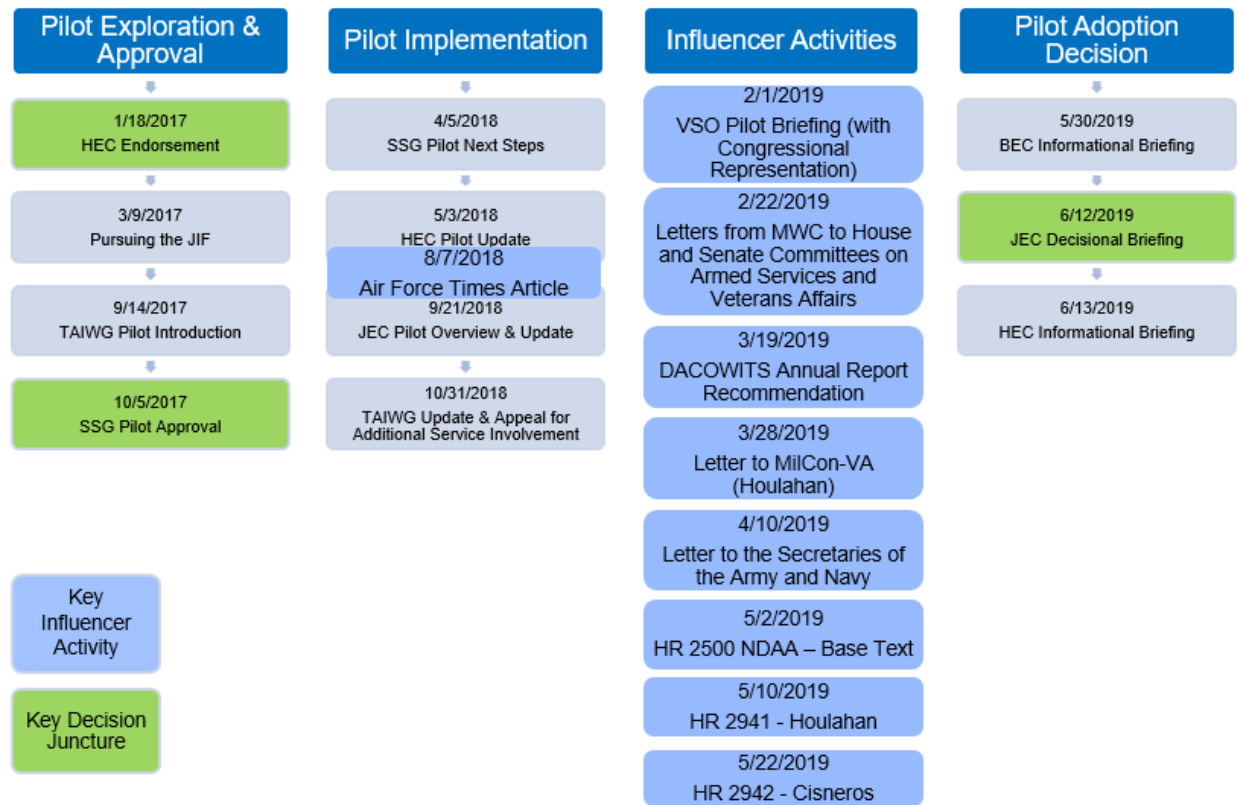 Pilot Exploration &
Approval
1/18/2017
HEC Endorsement
3/9/2017
Pursuing the JIF
9/14/2017
TAIWG Pilot Introduction
10/5/2017
SSG Pilot Approval
Key
Influencer
Activity
Key Decision
Juncture
Pilot Implementation
4/5/2018
SSG Pilot Next Steps
5/3/2018
HEC Pilot Update
8/7/2018
Air Force Times Article
9/21/2018
JEC Pilot Overview & Update
10/31/2018
TAIWG Update & Appeal for
Additional Service Involvement
Influencer Activities
2/1/2019
VSO Pilot Briefing (with
Congressional
Representation)
2/22/2019
Letters from MWC to House
and Senate Committees on
Armed Services and
Veterans Affairs
3/19/2019
DACOWITS Annual Report
Recommendation
3/28/2019
Letter to MilCon-VA
(Houlahan)
4/10/2019
Letter to the Secretaries of
the Army and Navy
5/2/2019
HR 2500 NDAA – Base Text
5/10/2019
HR 2941 - Houlahan
5/22/2019
HR 2942 - Cisneros
Pilot Adoption
Decision
5/30/2019
BEC Informational Briefing
6/12/2019
JEC Decisional Briefing
6/13/2019
HEC Informational Briefing